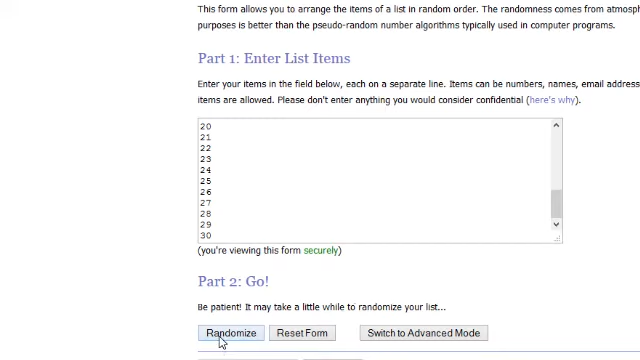 This form allows you to arrange the items of a list in random order. The randomness comes from atmosph
purposes is better than the pseudo-random number algorithms typically used in computer programs.
Part 1: Enter List Items
Enter your items in the field below, each on a separate line. Items can be numbers, names, email address
items are allowed. Please don't enter anything you would consider confidential (here's why).
20
21
22
23
24
25
26
27
28
29
30
(you're viewing this form securely)
Part 2: Go!
Be patient! It may take a little while to randomize your list...
Randomize Reset Form Switch to Advanced Mode